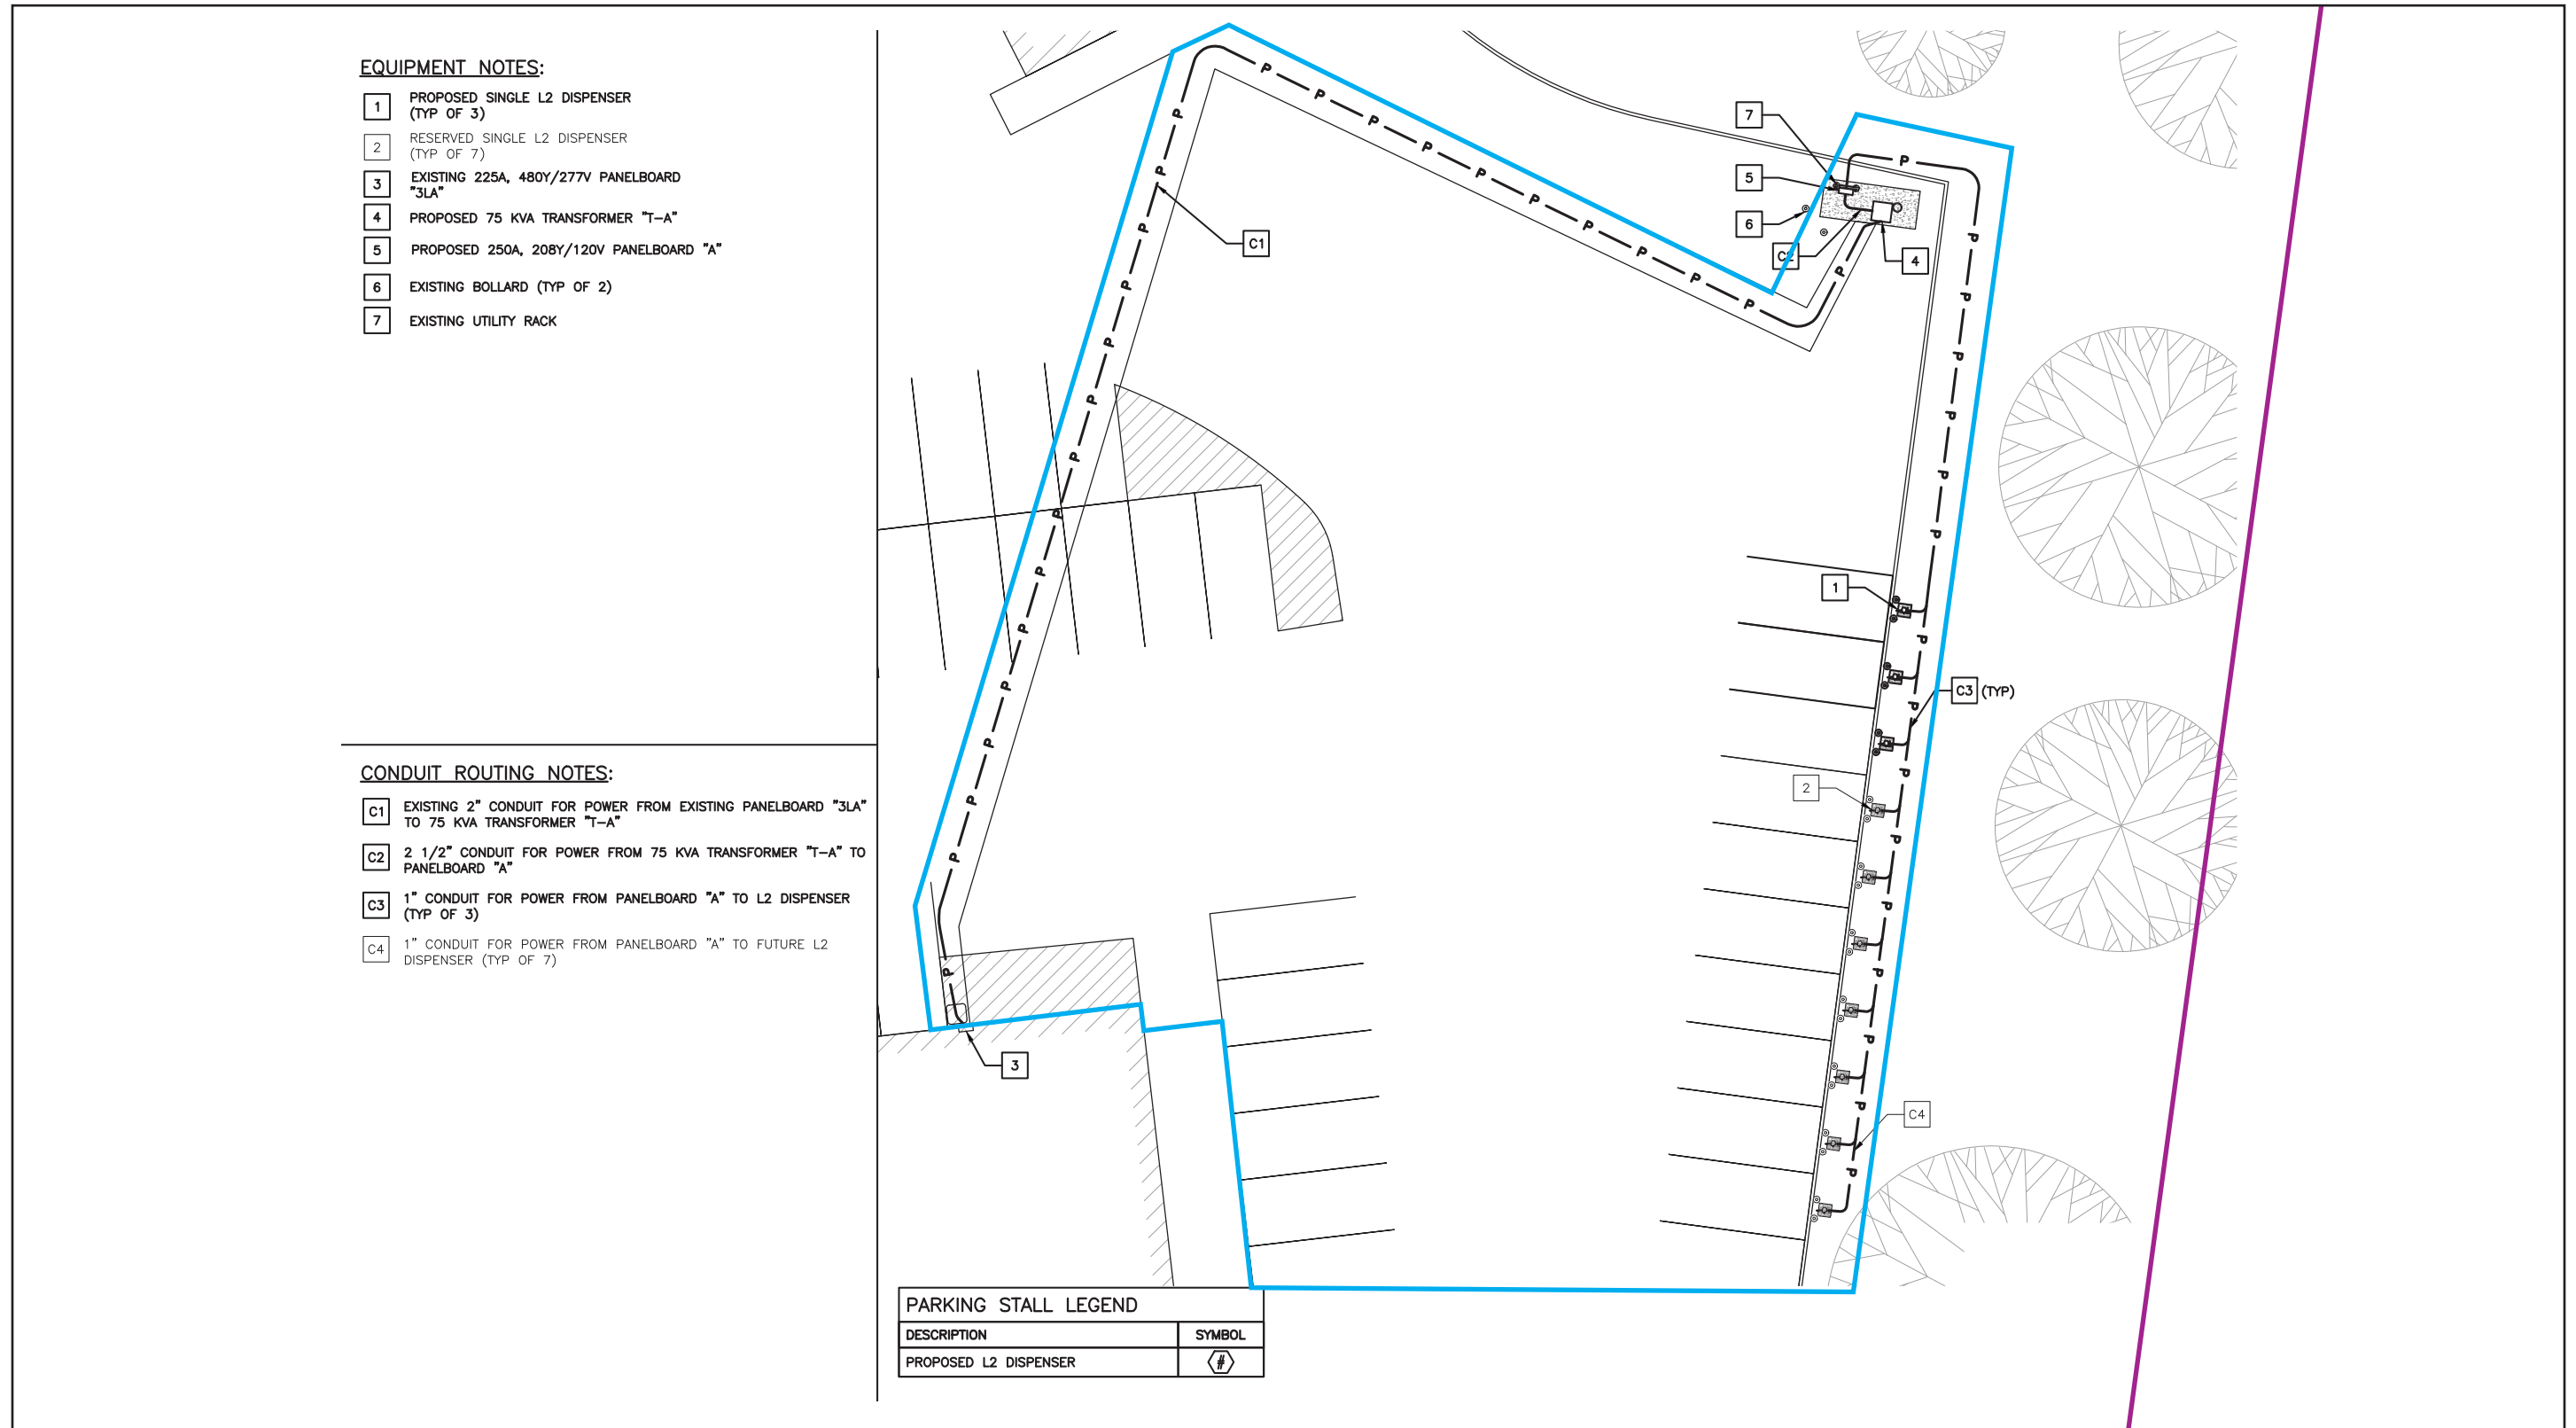 EQUIPMENT NOTES:
1 PROPOSED SINGLE L2 DISPENSER
(TYP OF 3)
2 RESERVED SINGLE L2 DISPENSER
(TYP OF 7)
3 EXISTING 225A, 480Y/277V PANELBOARD
"3LA"
4 PROPOSED 75 KVA TRANSFORMER "T-A"
5 PROPOSED 250A, 208Y/120V PANELBOARD "A"
6 EXISTING BOLLARD (TYP OF 2)
7 EXISTING UTILITY RACK
CONDUIT ROUTING NOTES:
C1 EXISTING 2" CONDUIT FOR POWER FROM EXISTING PANELBOARD "3LA"
TO 75 KVA TRANSFORMER "T-A"
C2 2 1/2" CONDUIT FOR POWER FROM 75 KVA TRANSFORMER "T-A" TO
PANELBOARD "A"
C3 1" CONDUIT FOR POWER FROM PANELBOARD "A" TO L2 DISPENSER
(TYP OF 3)
C4 1" CONDUIT FOR POWER FROM PANELBOARD "A" TO FUTURE L2
DISPENSER (TYP OF 7)
7
5
6
C2
4
C1
1
C3 (TYP)
2
3
C4
P P P P P P P P P P P P P P P
P P P P P P P P P P P
P P P P P P P P P P P P P P P P P
PARKING STALL LEGEND
DESCRIPTION SYMBOL
PROPOSED L2 DISPENSER #